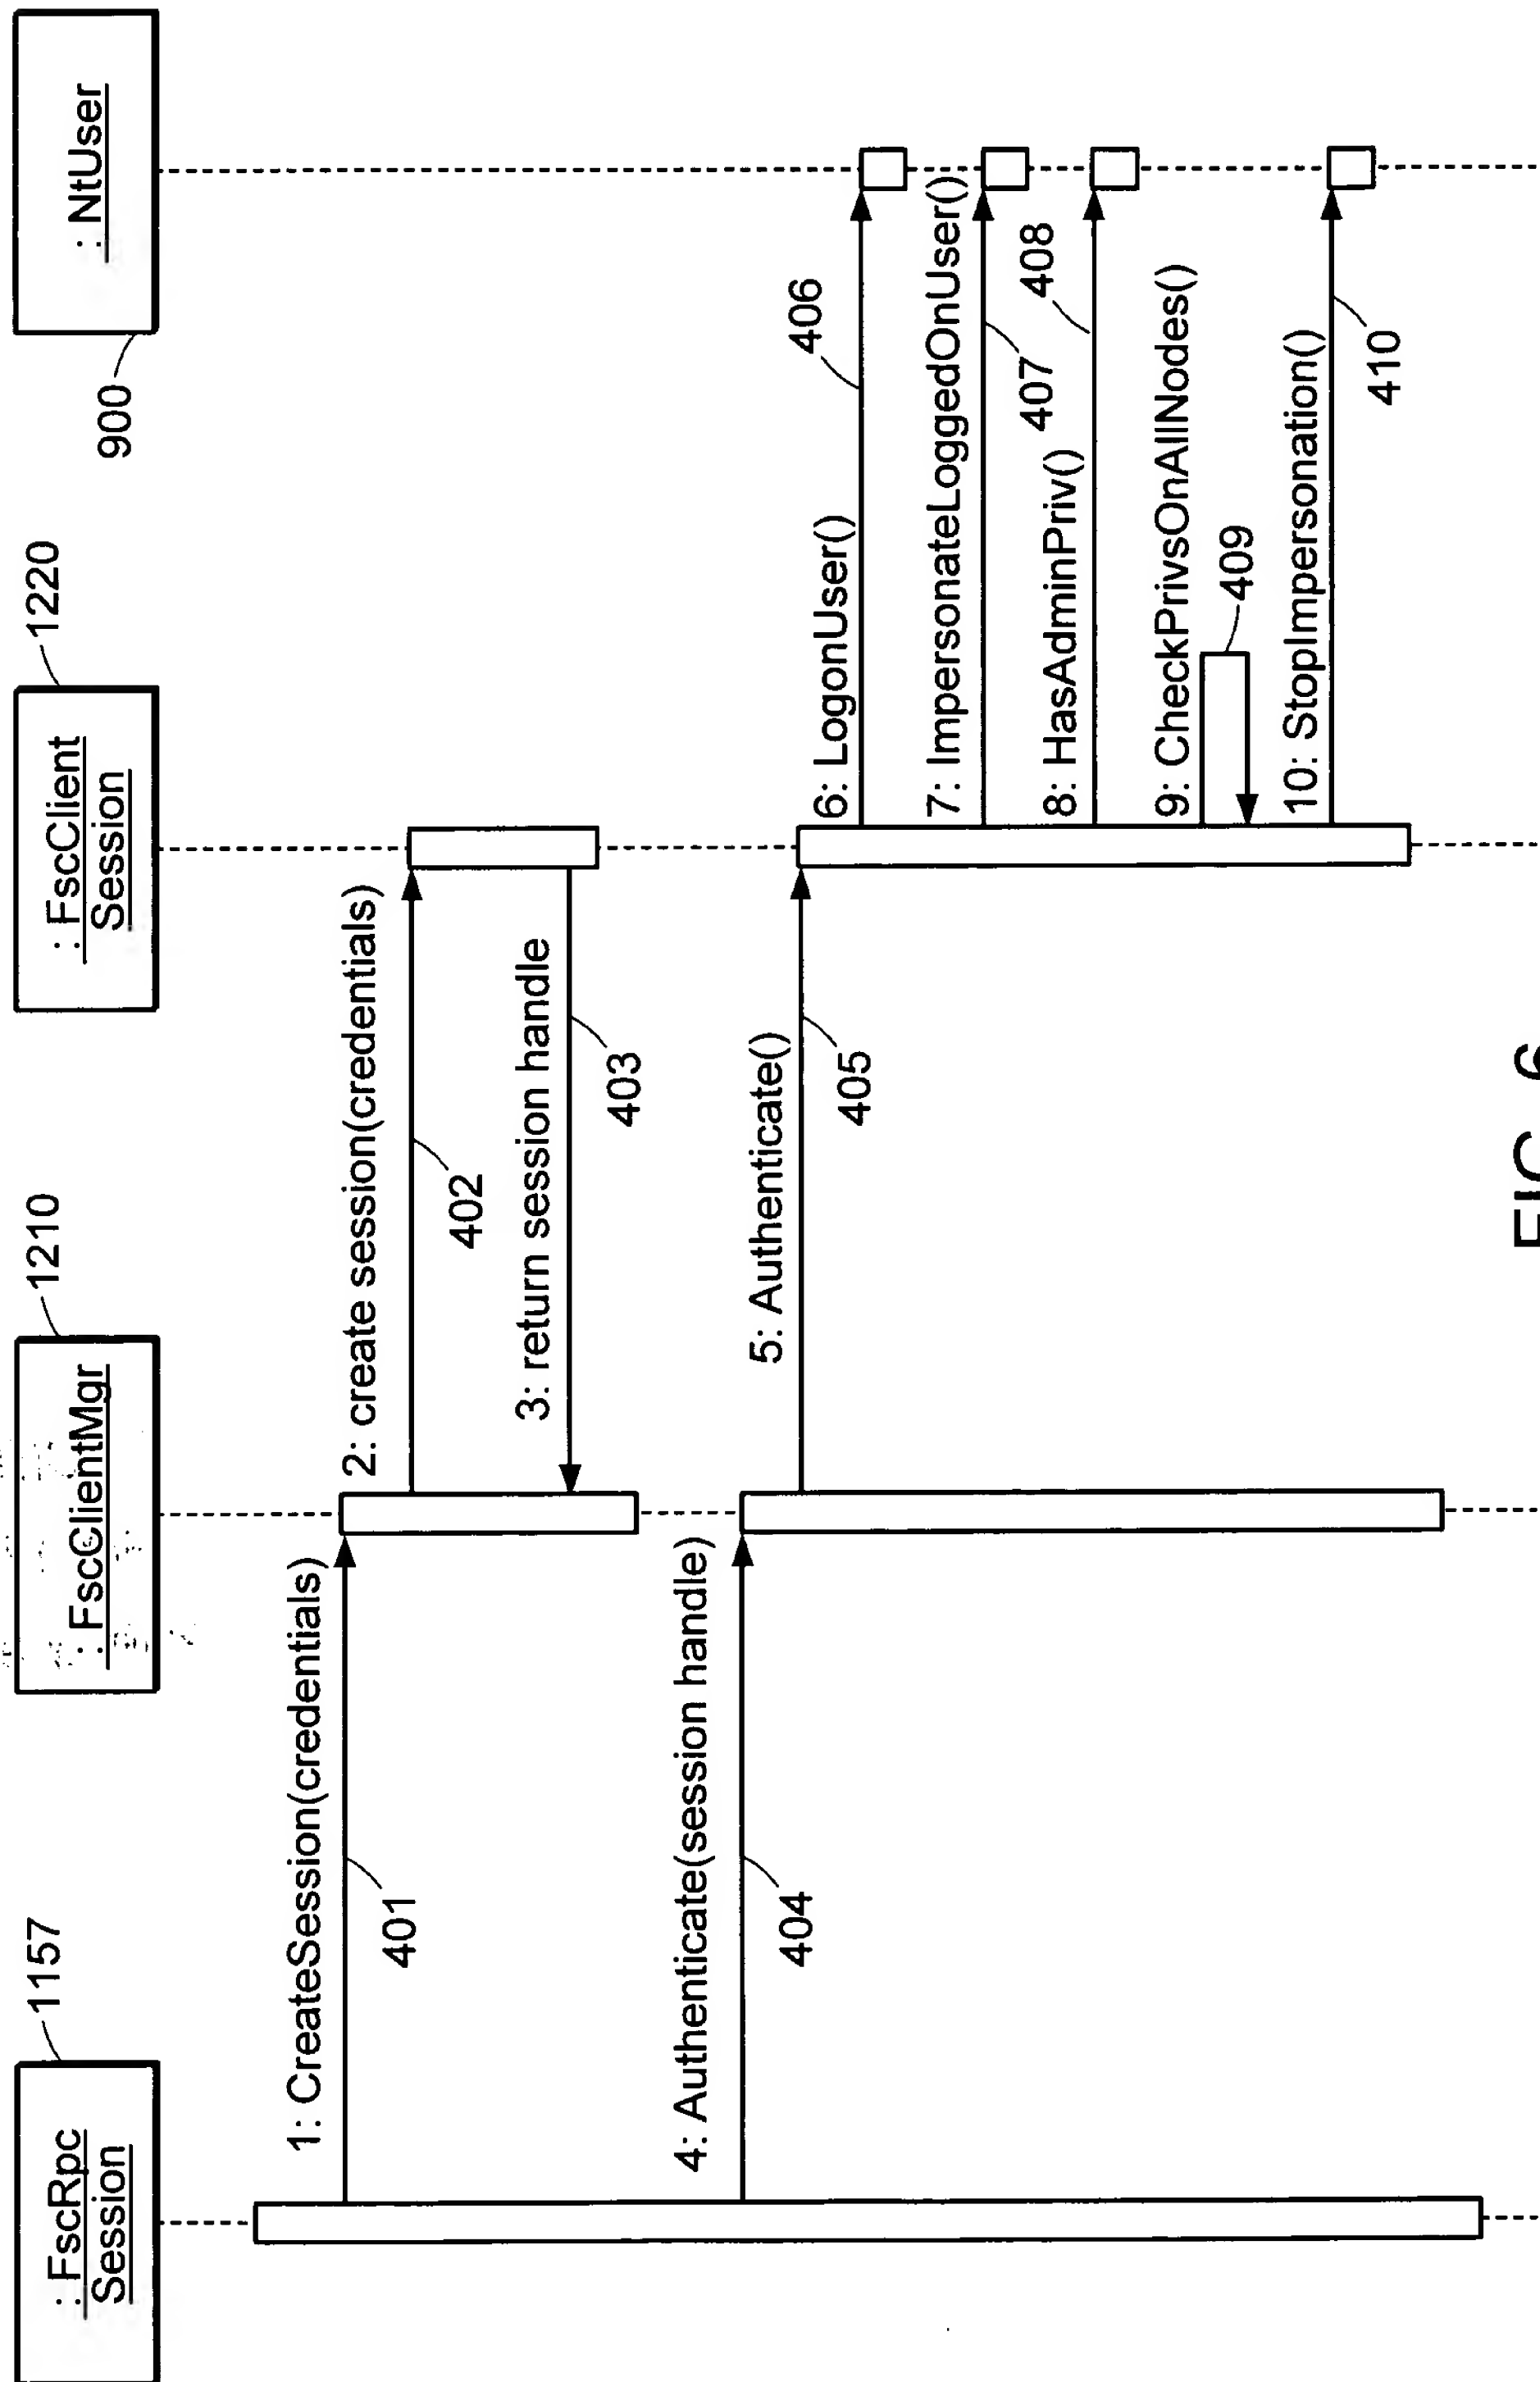 : FscRpc
Session
1157
: FscClientMgr
1210
: FscClient
Session
1220
: NtUser
900
1: CreateSession(credentials)
401
2: create session(credentials)
402
3: return session handle
403
4: Authenticate(session handle)
404
5: Authenticate()
405
6: LogonUser()
406
7: ImpersonateLoggedOnUser()
407
8: HasAdminPriv()
408
9: CheckPrivsOnAllNodes()
409
10: StopImpersonation()
410